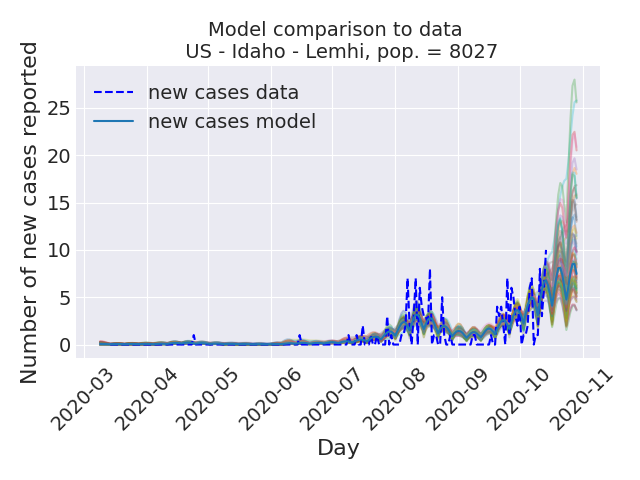 Model comparison to data
US - Idaho - Lemhi, pop. = 8027
Number of new cases reported
25
20
15
10
5
0
new cases data
new cases model
2020-03
2020-04
2020-05
2020-06
2020-07
2020-08
2020-09
2020-10
2020-11
Day